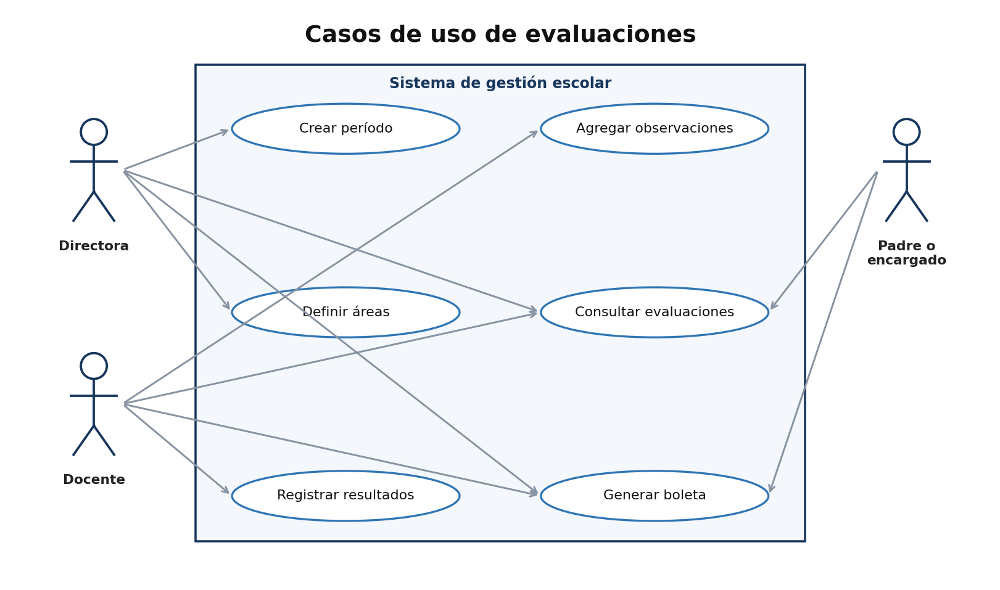 Casos de uso de evaluaciones
Sistema de gestión escolar
Crear período
Agregar observaciones
Directora
Padre o
encargado
Definir áreas
Consultar evaluaciones
Docente
Registrar resultados
Generar boleta